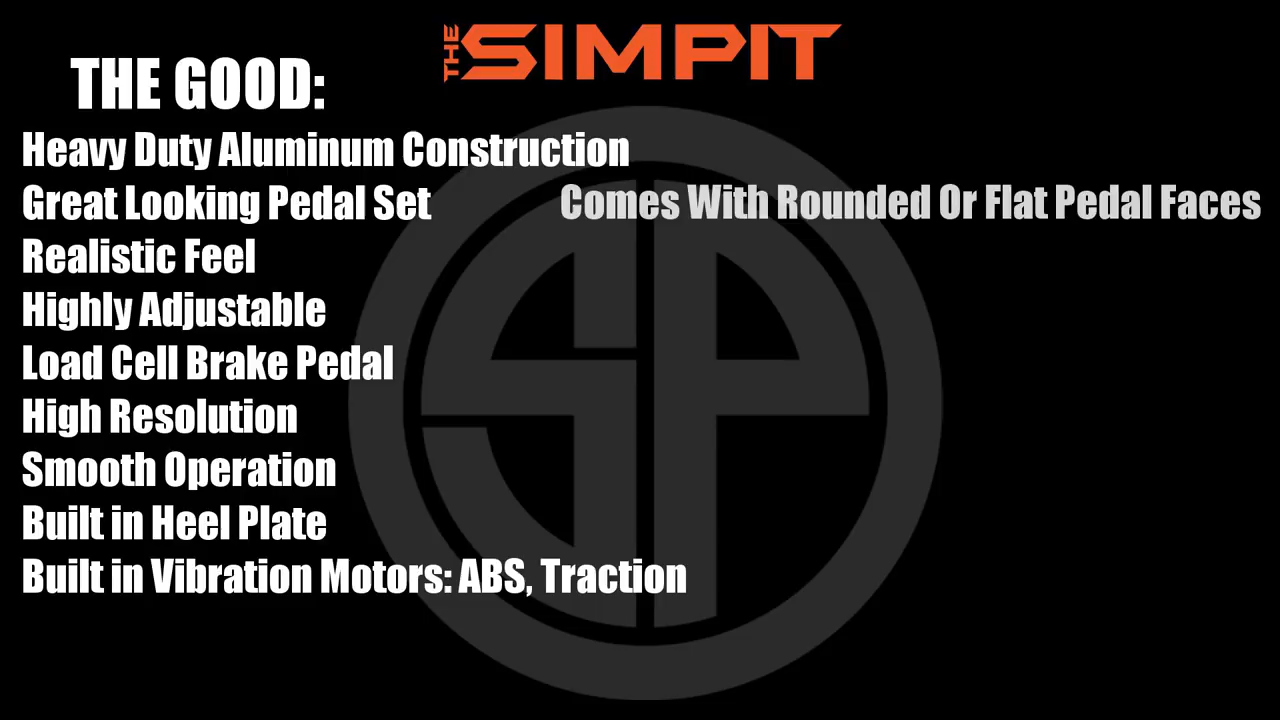 THE SIMPIT
THE GOOD:
Heavy Duty Aluminum Construction
Great Looking Pedal Set
Comes With Rounded Or Flat Pedal Faces
Realistic Feel
Highly Adjustable
Load Cell Brake Pedal
High Resolution
Smooth Operation
Built in Heel Plate
Built in Vibration Motors: ABS, Traction
SP